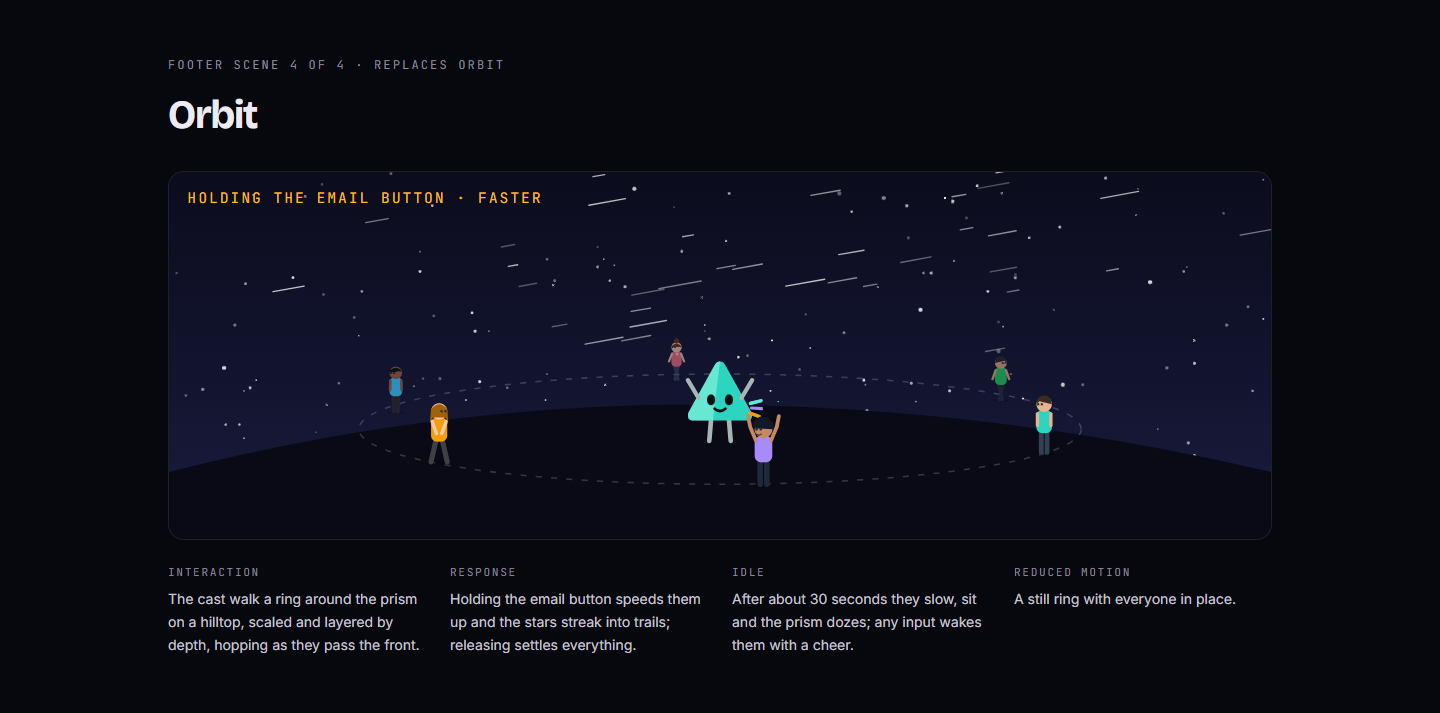 FOOTER SCENE 4 OF 4 · REPLACES ORBIT
Orbit
HOLDING THE EMAIL BUTTON · FASTER
INTERACTION
The cast walk a ring around the prism
on a hilltop, scaled and layered by
depth, hopping as they pass the front.
RESPONSE
Holding the email button speeds them
up and the stars streak into trails;
releasing settles everything.
IDLE
After about 30 seconds they slow, sit
and the prism dozes; any input wakes
them with a cheer.
REDUCED MOTION
A still ring with everyone in place.